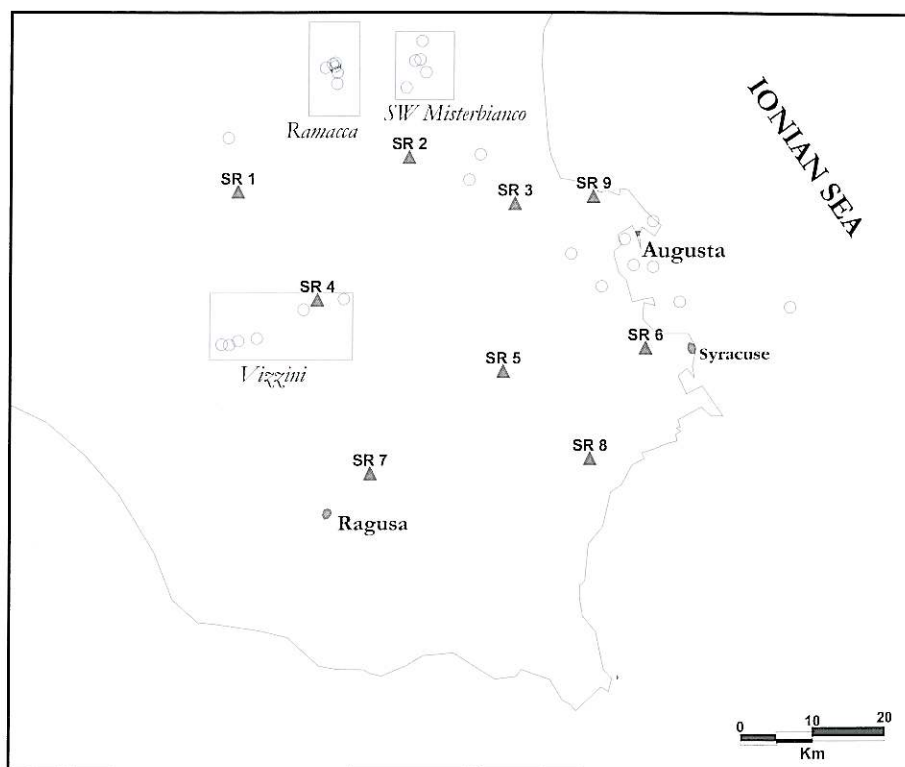 Ramacca
SW Misterbianco
IONIAN SEA
SR 2
SR 1
SR 3
SR 9
Augusta
SR 4
Vizzini
SR 5
SR 6
Syracuse
SR 7
SR 8
Ragusa
0 10 20
Km